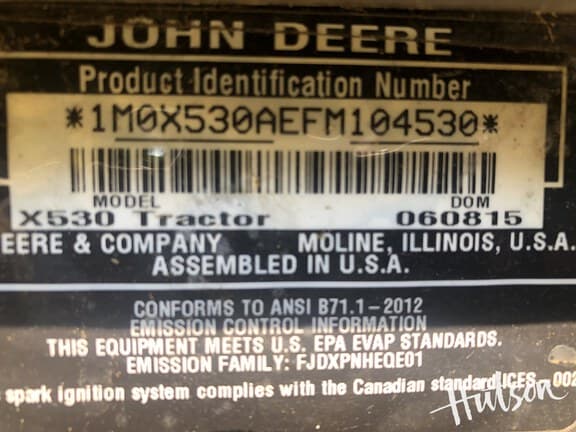 JOHN DEERE
Product Identification Number
*1M0X530AEFM104530*
MODEL DOM
X530 Tractor 060815
EERE & COMPANY MOLINE, ILLINOIS, U.S.A.
ASSEMBLED IN U.S.A.
CONFORMS TO ANSI B71.1-2012
EMISSION CONTROL INFORMATION
THIS EQUIPMENT MEETS U.S. EPA EVAP STANDARDS.
EMISSION FAMILY: FJDXPNHEQE01
spark ignition system complies with the Canadian standard ICES-002
Hutson